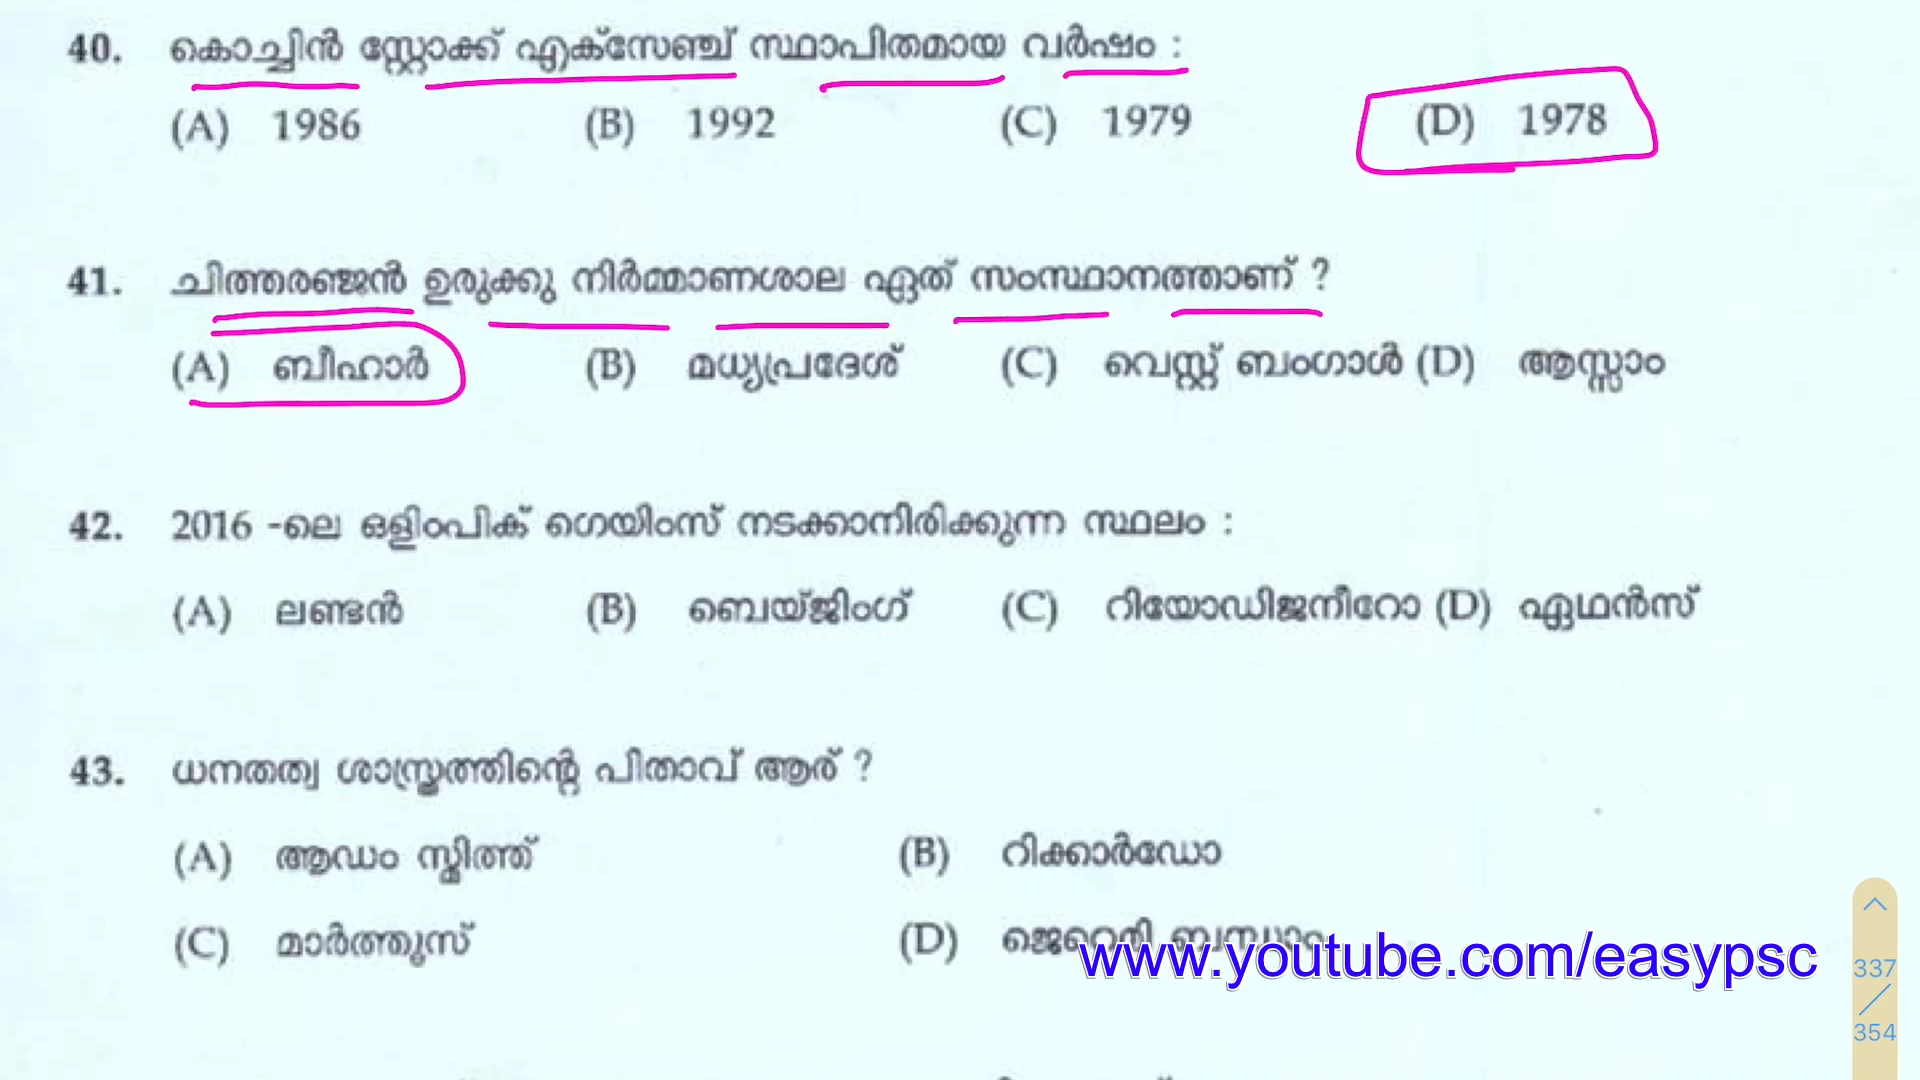 40. കൊച്ചിൻ സ്റ്റോക്ക് എക്സേഞ്ച് സ്ഥാപിതമായ വർഷം :
(A) 1986 (B) 1992 (C) 1979 (D) 1978
41. ചിത്തരഞ്ജൻ ഉരുക്കു നിർമ്മാണശാല ഏത് സംസ്ഥാനത്താണ് ?
(A) ബീഹാർ (B) മധ്യപ്രദേശ് (C) വെസ്റ്റ് ബംഗാൾ (D) ആസ്സാം
42. 2016 -ലെ ഒളിംപിക് ഗെയിംസ് നടക്കാനിരിക്കുന്ന സ്ഥലം :
(A) ലണ്ടൻ (B) ബെയ്ജിംഗ് (C) റിയോഡിജനീറോ (D) ഏഥൻസ്
43. ധനതത്വ ശാസ്ത്രത്തിന്റെ പിതാവ് ആര് ?
(A) ആഡം സ്മിത്ത് (B) റിക്കാർഡോ
(C) മാർത്തുസ് (D)
www.youtube.com/easypsc
337
/
354